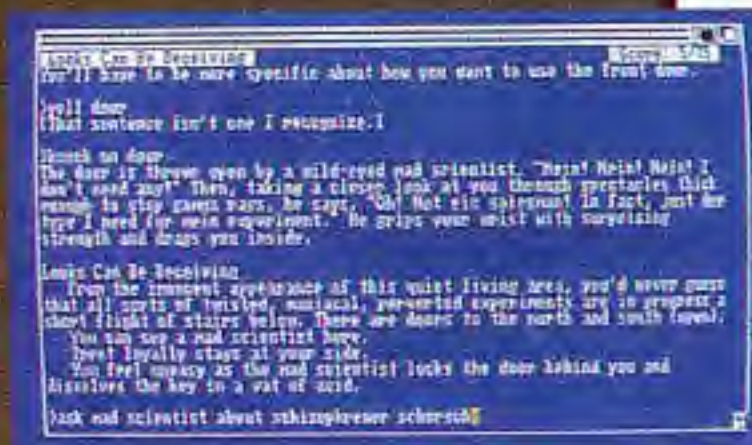 Looks Can Be Deceiving Score: 5/5
You'll have to be more specific about how you want to use the front door.
>yell door
[That sentence isn't one I recognize.]
>knock on door
The door is thrown open by a wild-eyed mad scientist. "Nein! Nein! Nein! I
don't need any!" Then, taking a closer look at you through spectacles thick
enough to stop gamma rays, he says, "Oh! Not ein salesman! In fact, just der
type I need for mein experiment." He grips your wrist with surprising
strength and drags you inside.
Looks Can Be Deceiving
From the innocent appearance of this quiet living area, you'd never guess
that all sorts of twisted, maniacal, perverted experiments are in progress a
short flight of stairs below. There are doors to the north and south (open).
You can see a mad scientist here.
Trent loyally stays at your side.
You feel uneasy as the mad scientist locks the door behind you and
dissolves the key in a vat of acid.
>ask mad scientist about schizophrener schorsch